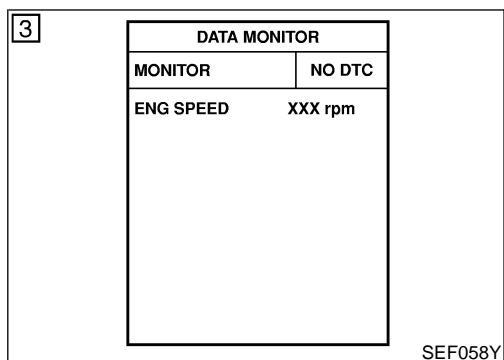 3
DATA MONITOR
MONITOR NO DTC
ENG SPEED XXX rpm
SEF058Y